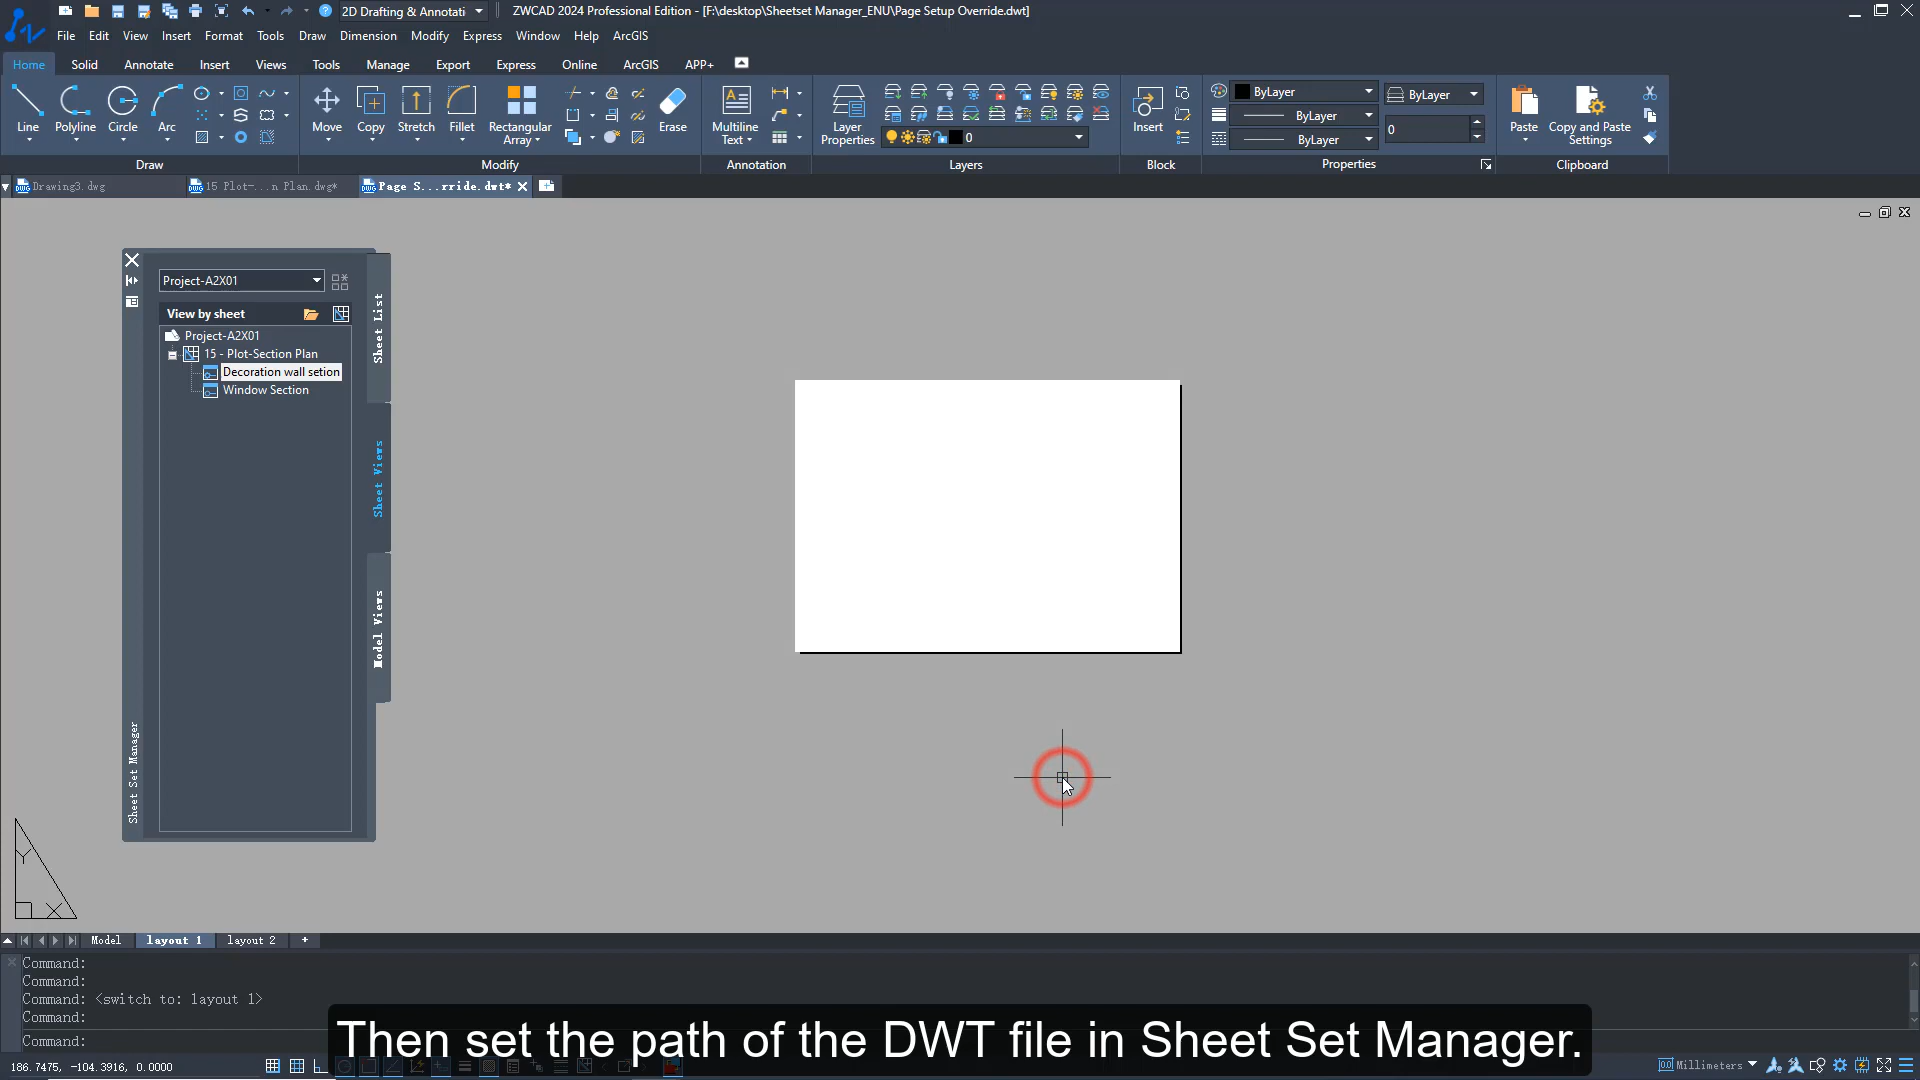 2D Drafting & Annotati
ZWCAD 2024 Professional Edition - [F:\desktop\Sheetset Manager_ENU\Page Setup Override.dwt]
File Edit View Insert Format Tools Draw Dimension Modify Express Window Help ArcGIS
Home Solid Annotate Insert Views Tools Manage Export Express Online ArcGIS APP+
Line Polyline Circle Arc
Move Copy Stretch Fillet Rectangular Array Erase
Multiline Text
Layer Properties
0
Insert
ByLayer
ByLayer
ByLayer
ByLayer
0
Paste Copy and Paste Settings
Draw Modify Annotation Layers Block Properties Clipboard
Drawing3.dwg 15 Plot-...n Plan.dwg* Page S...rride.dwt*
Project-A2X01
View by sheet
Project-A2X01
15 - Plot-Section Plan
Decoration wall setion
Window Section
Sheet List
Sheet Views
Model Views
Sheet Set Manager
Y
X
Model layout 1 layout 2 +
Command:
Command:
Command: <switch to: layout 1>
Command:
Command:
Then set the path of the DWT file in Sheet Set Manager.
186.7475, -104.3916, 0.0000
Millimeters